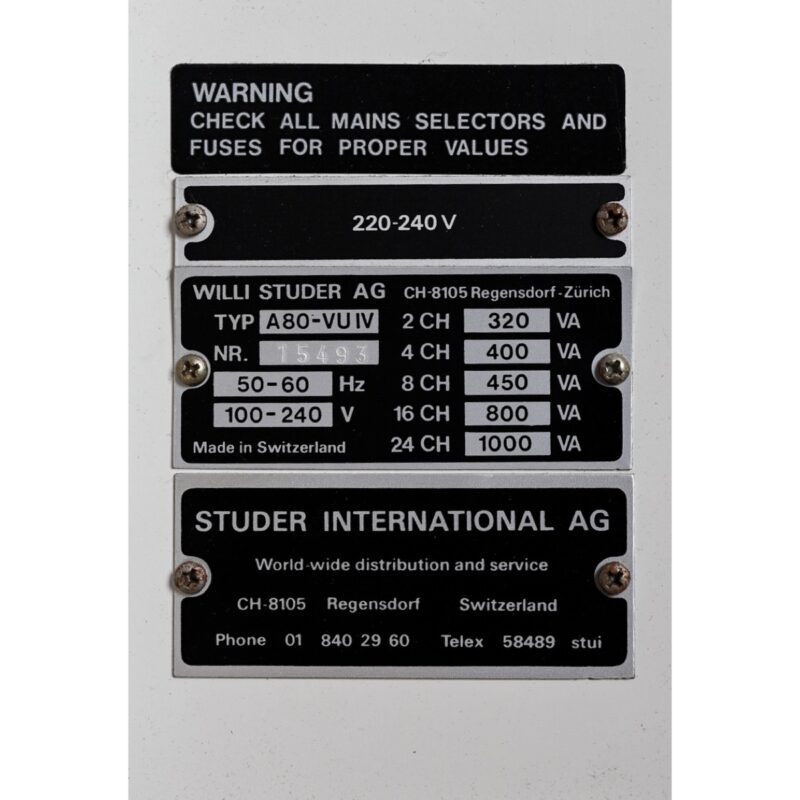 WARNING
CHECK ALL MAINS SELECTORS AND
FUSES FOR PROPER VALUES
220-240 V
WILLI STUDER AG CH-8105 Regensdorf-Zürich
TYP A80-VU IV 2 CH 320 VA
NR. 15493 4 CH 400 VA
50-60 Hz 8 CH 450 VA
100-240 V 16 CH 800 VA
Made in Switzerland 24 CH 1000 VA
STUDER INTERNATIONAL AG
World-wide distribution and service
CH-8105 Regensdorf Switzerland
Phone 01 840 29 60 Telex 58489 stui